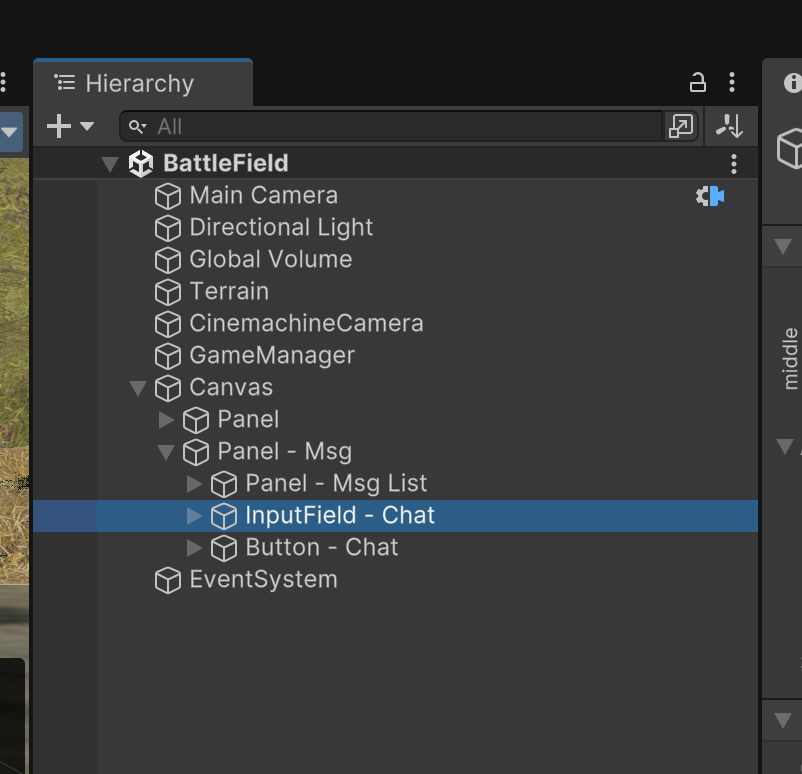 Hierarchy
All
BattleField
Main Camera
Directional Light
Global Volume
Terrain
CinemachineCamera
GameManager
Canvas
Panel
Panel - Msg
Panel - Msg List
InputField - Chat
Button - Chat
EventSystem
middle